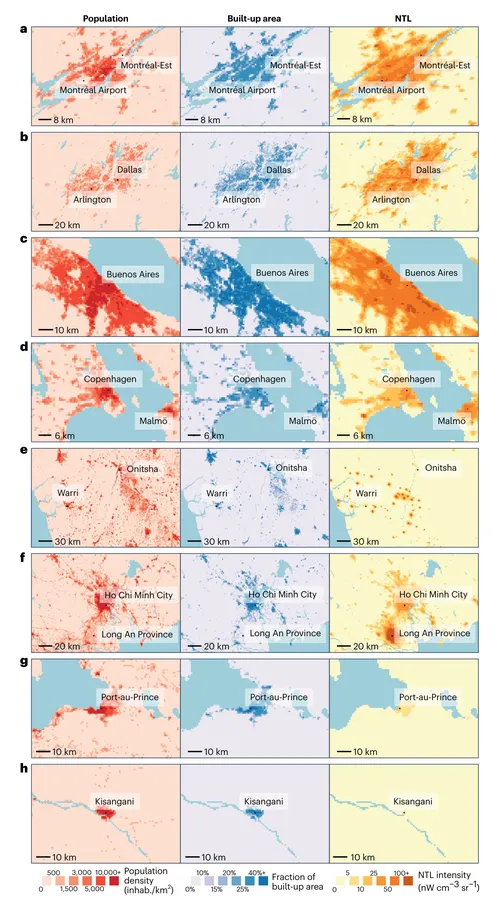 Population Built-up area NTL
a
Montréal-Est Montréal-Est Montréal-Est
Montréal Airport Montréal Airport Montréal Airport
8 km 8 km 8 km
b
Dallas Dallas Dallas
Arlington Arlington Arlington
20 km 20 km 20 km
c
Buenos Aires Buenos Aires Buenos Aires
10 km 10 km 10 km
d
Copenhagen Copenhagen Copenhagen
Malmö Malmö Malmö
6 km 6 km 6 km
e
Onitsha Onitsha Onitsha
Warri Warri Warri
30 km 30 km 30 km
f
Ho Chi Minh City Ho Chi Minh City Ho Chi Minh City
Long An Province Long An Province Long An Province
20 km 20 km 20 km
g
Port-au-Prince Port-au-Prince Port-au-Prince
10 km 10 km 10 km
h
Kisangani Kisangani Kisangani
10 km 10 km 10 km
500 3,000 10,000+ Population density (inhab./km²)
0 1,500 5,000
10% 20% 40%+ Fraction of built-up area
0% 15% 25%
5 25 100+ NTL intensity (nW cm⁻³ sr⁻¹)
0 10 50